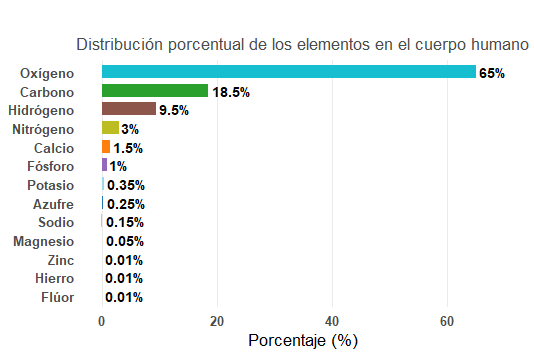 Distribución porcentual de los elementos en el cuerpo humano
Oxígeno 65%
Carbono 18.5%
Hidrógeno 9.5%
Nitrógeno 3%
Calcio 1.5%
Fósforo 1%
Potasio 0.35%
Azufre 0.25%
Sodio 0.15%
Magnesio 0.05%
Zinc 0.01%
Hierro 0.01%
Flúor 0.01%
0 20 40 60
Porcentaje (%)